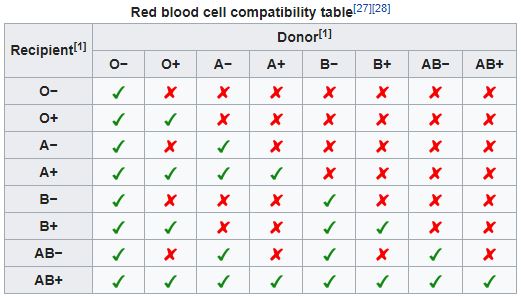 Red blood cell compatibility table[27][28]
Recipient[1] Donor[1]
O− O+ A− A+ B− B+ AB− AB+
O− ✓ ✗ ✗ ✗ ✗ ✗ ✗ ✗
O+ ✓ ✓ ✗ ✗ ✗ ✗ ✗ ✗
A− ✓ ✗ ✓ ✗ ✗ ✗ ✗ ✗
A+ ✓ ✓ ✓ ✓ ✗ ✗ ✗ ✗
B− ✓ ✗ ✗ ✗ ✓ ✗ ✗ ✗
B+ ✓ ✓ ✗ ✗ ✓ ✓ ✗ ✗
AB− ✓ ✗ ✓ ✗ ✓ ✗ ✓ ✗
AB+ ✓ ✓ ✓ ✓ ✓ ✓ ✓ ✓